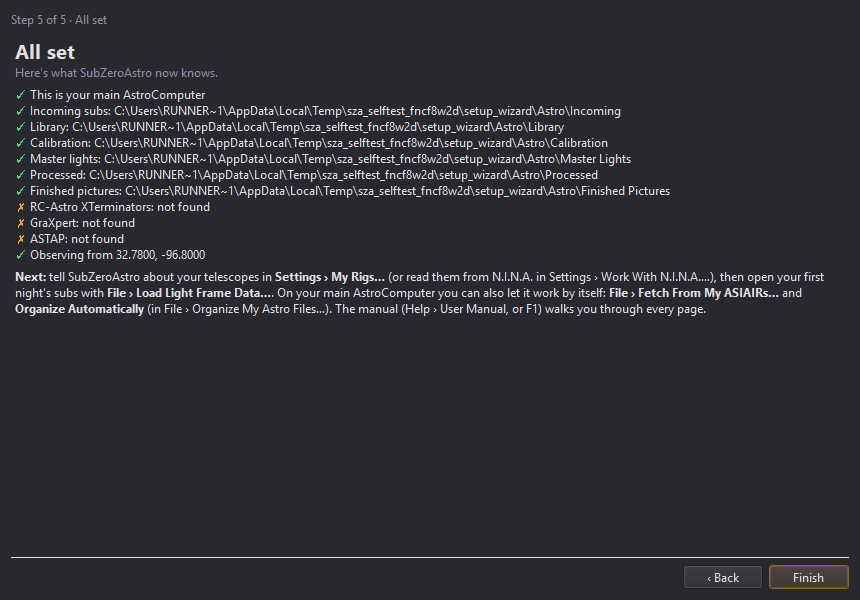 Step 5 of 5 · All set
All set
Here's what SubZeroAstro now knows.
✓ This is your main AstroComputer
✓ Incoming subs: C:\Users\RUNNER~1\AppData\Local\Temp\sza_selftest_fncf8w2d\setup_wizard\Astro\Incoming
✓ Library: C:\Users\RUNNER~1\AppData\Local\Temp\sza_selftest_fncf8w2d\setup_wizard\Astro\Library
✓ Calibration: C:\Users\RUNNER~1\AppData\Local\Temp\sza_selftest_fncf8w2d\setup_wizard\Astro\Calibration
✓ Master lights: C:\Users\RUNNER~1\AppData\Local\Temp\sza_selftest_fncf8w2d\setup_wizard\Astro\Master Lights
✓ Processed: C:\Users\RUNNER~1\AppData\Local\Temp\sza_selftest_fncf8w2d\setup_wizard\Astro\Processed
✓ Finished pictures: C:\Users\RUNNER~1\AppData\Local\Temp\sza_selftest_fncf8w2d\setup_wizard\Astro\Finished Pictures
✗ RC-Astro XTerminators: not found
✗ GraXpert: not found
✗ ASTAP: not found
✓ Observing from 32.7800, -96.8000
Next: tell SubZeroAstro about your telescopes in Settings › My Rigs... (or read them from N.I.N.A. in Settings › Work With N.I.N.A....), then open your first
night's subs with File › Load Light Frame Data.... On your main AstroComputer you can also let it work by itself: File › Fetch From My ASIAIRs... and
Organize Automatically (in File › Organize My Astro Files...). The manual (Help › User Manual, or F1) walks you through every page.
‹ Back
Finish